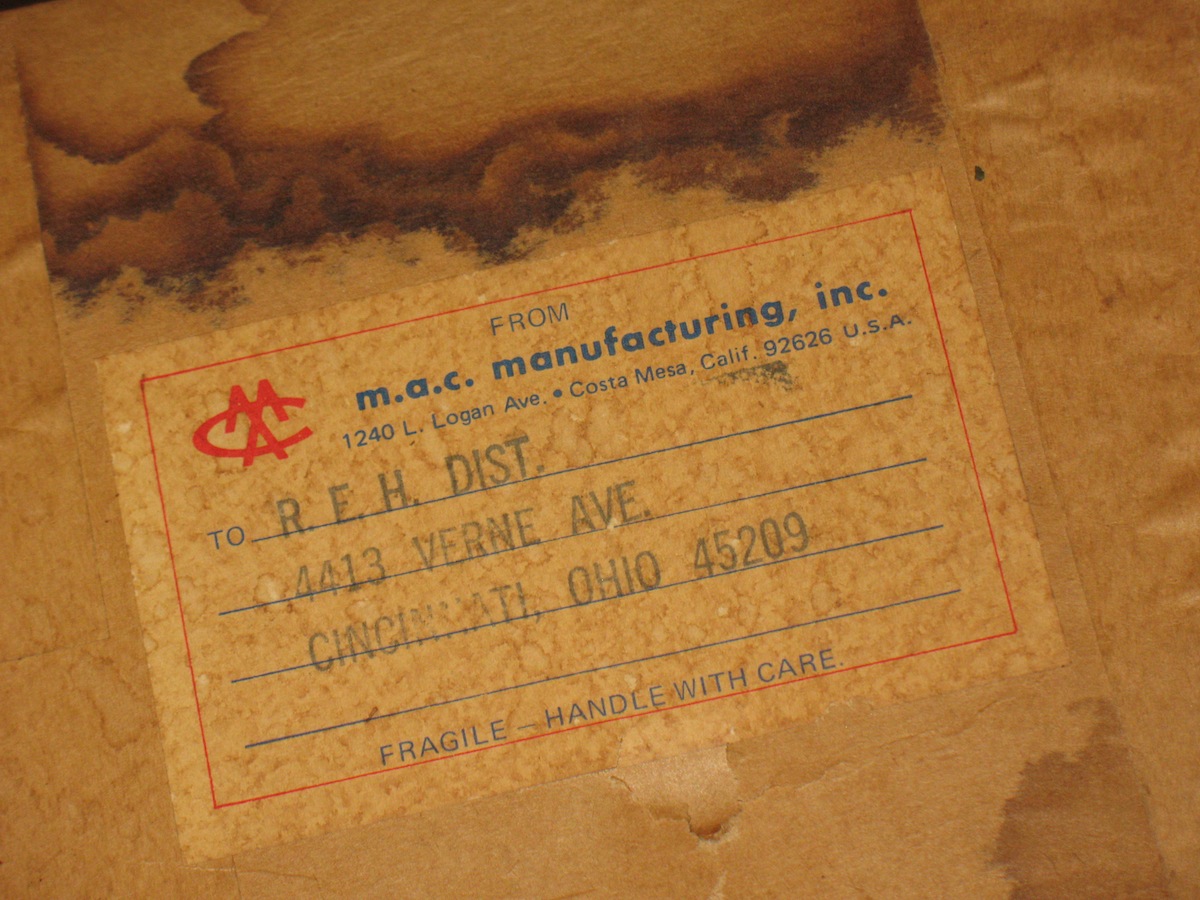 FROM
m.a.c. manufacturing, inc.
1240 L. Logan Ave. • Costa Mesa, Calif. 92626 U.S.A.
TO R. E. H. DIST.
4413 VERNE AVE.
CINCINNATI, OHIO 45209
FRAGILE — HANDLE WITH CARE.